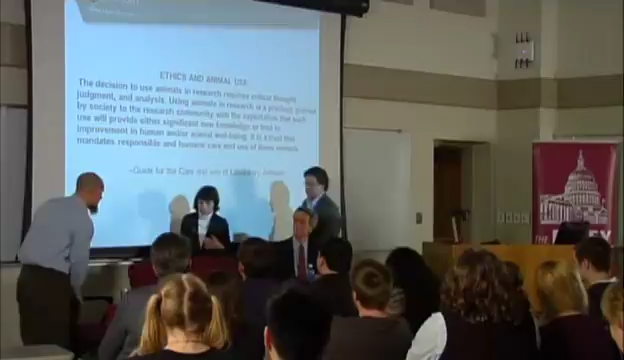 ETHICS AND ANIMAL USE
The decision to use animals in research requires critical thought,
judgment, and analysis. Using animals in research is a privilege granted
by society to the research community with the expectation that such
use will provide either significant new knowledge or lead to
improvement in human and/or animal well-being. It is a trust that
mandates responsible and humane care and use of these animals.
--Guide for the Care and Use of Laboratory Animals
THE